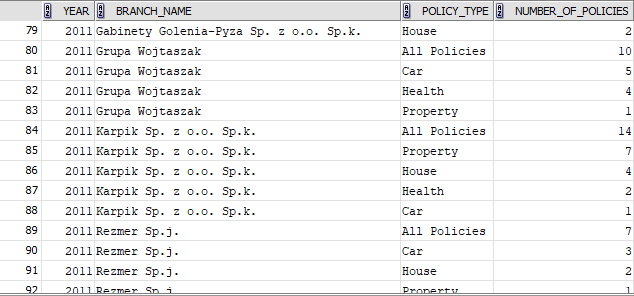 YEAR BRANCH_NAME POLICY_TYPE NUMBER_OF_POLICIES
79 2011 Gabinety Golenia-Pyza Sp. z o.o. Sp.k. House 2
80 2011 Grupa Wojtaszak All Policies 10
81 2011 Grupa Wojtaszak Car 5
82 2011 Grupa Wojtaszak Health 4
83 2011 Grupa Wojtaszak Property 1
84 2011 Karpik Sp. z o.o. Sp.k. All Policies 14
85 2011 Karpik Sp. z o.o. Sp.k. Property 7
86 2011 Karpik Sp. z o.o. Sp.k. House 4
87 2011 Karpik Sp. z o.o. Sp.k. Health 2
88 2011 Karpik Sp. z o.o. Sp.k. Car 1
89 2011 Rezmer Sp.j. All Policies 7
90 2011 Rezmer Sp.j. Car 3
91 2011 Rezmer Sp.j. House 2
92 2011 Rezmer Sp.j. Property 1